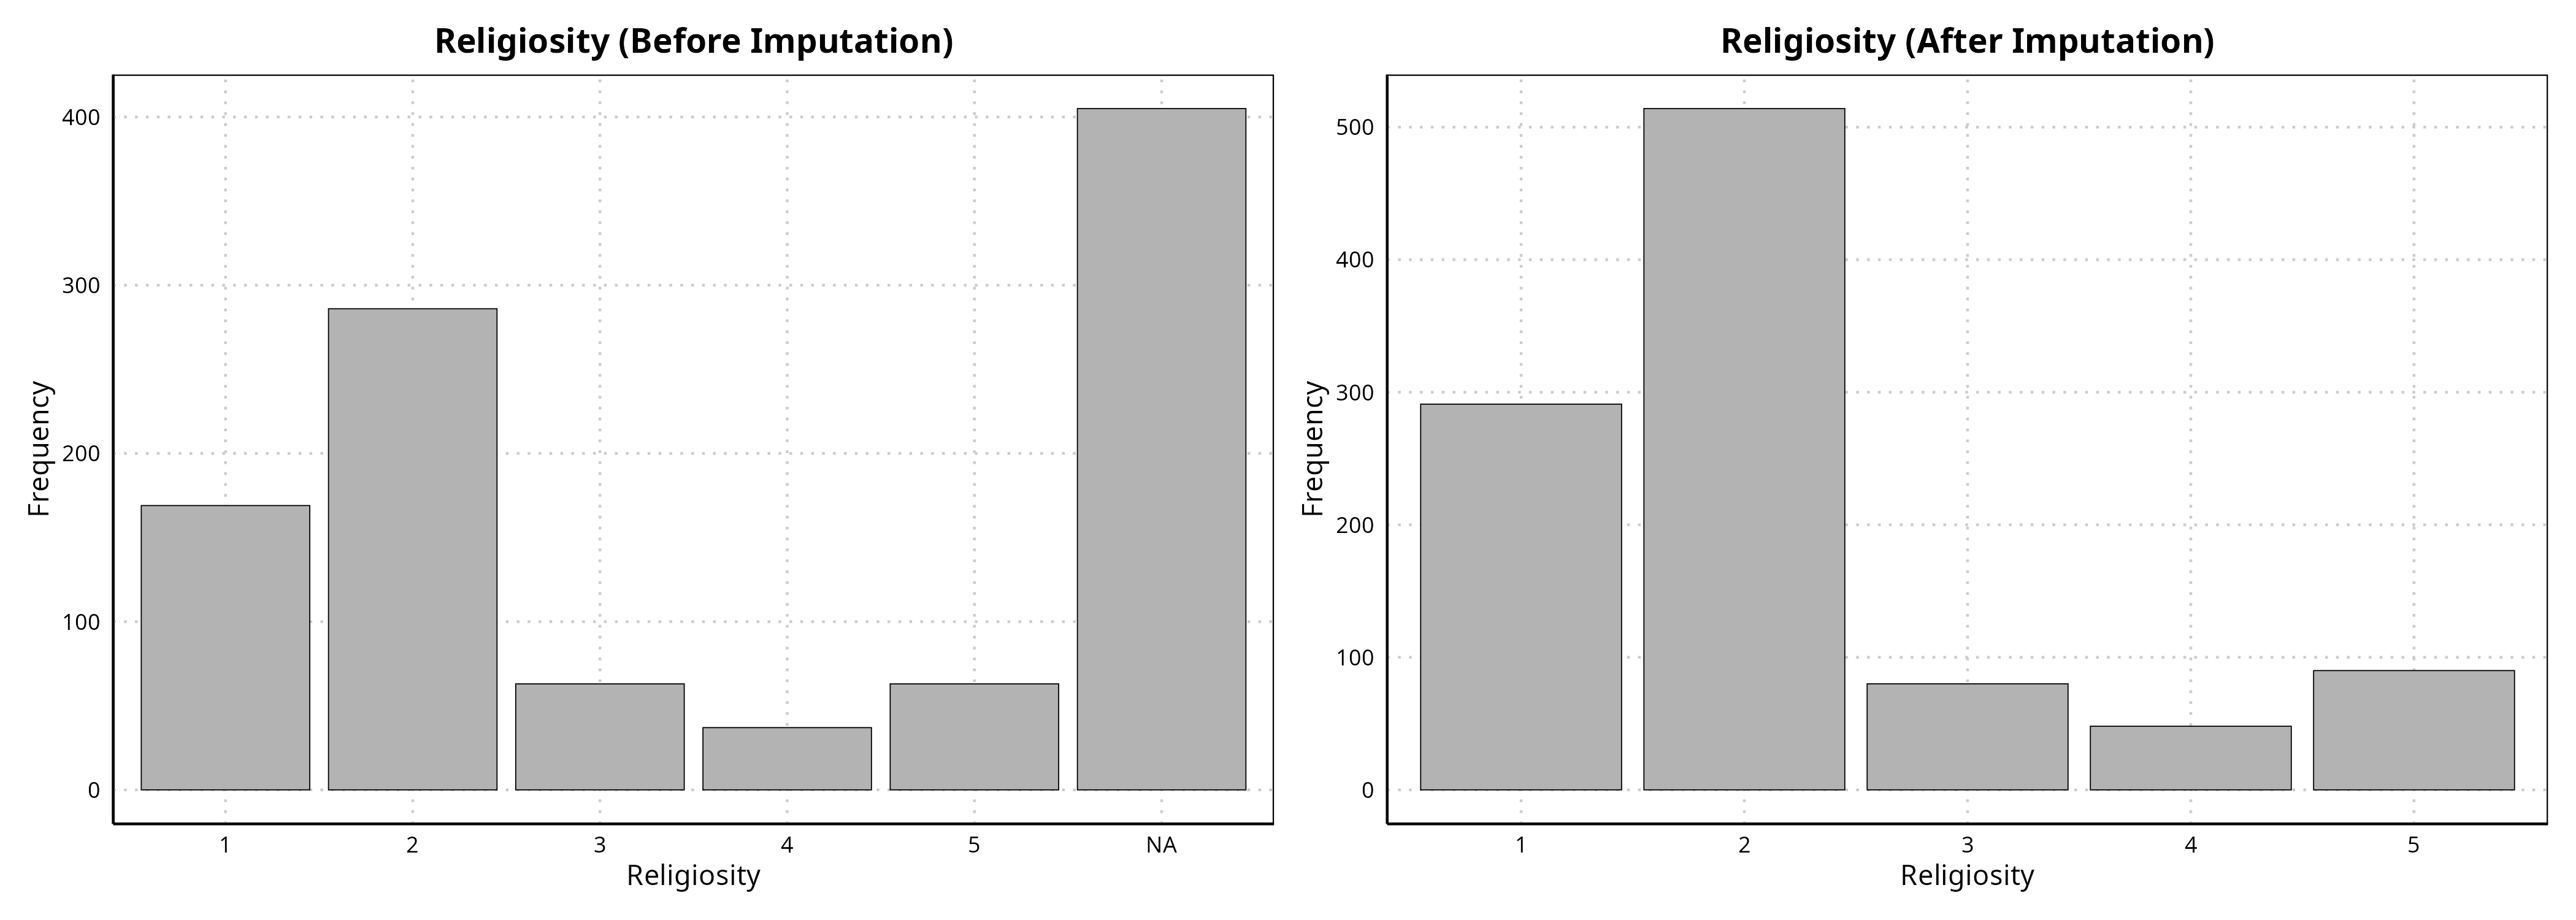 Religiosity (Before Imputation)
Frequency
400
300
200
100
0
1 2 3 4 5 NA
Religiosity
Religiosity (After Imputation)
Frequency
500
400
300
200
100
0
1 2 3 4 5
Religiosity